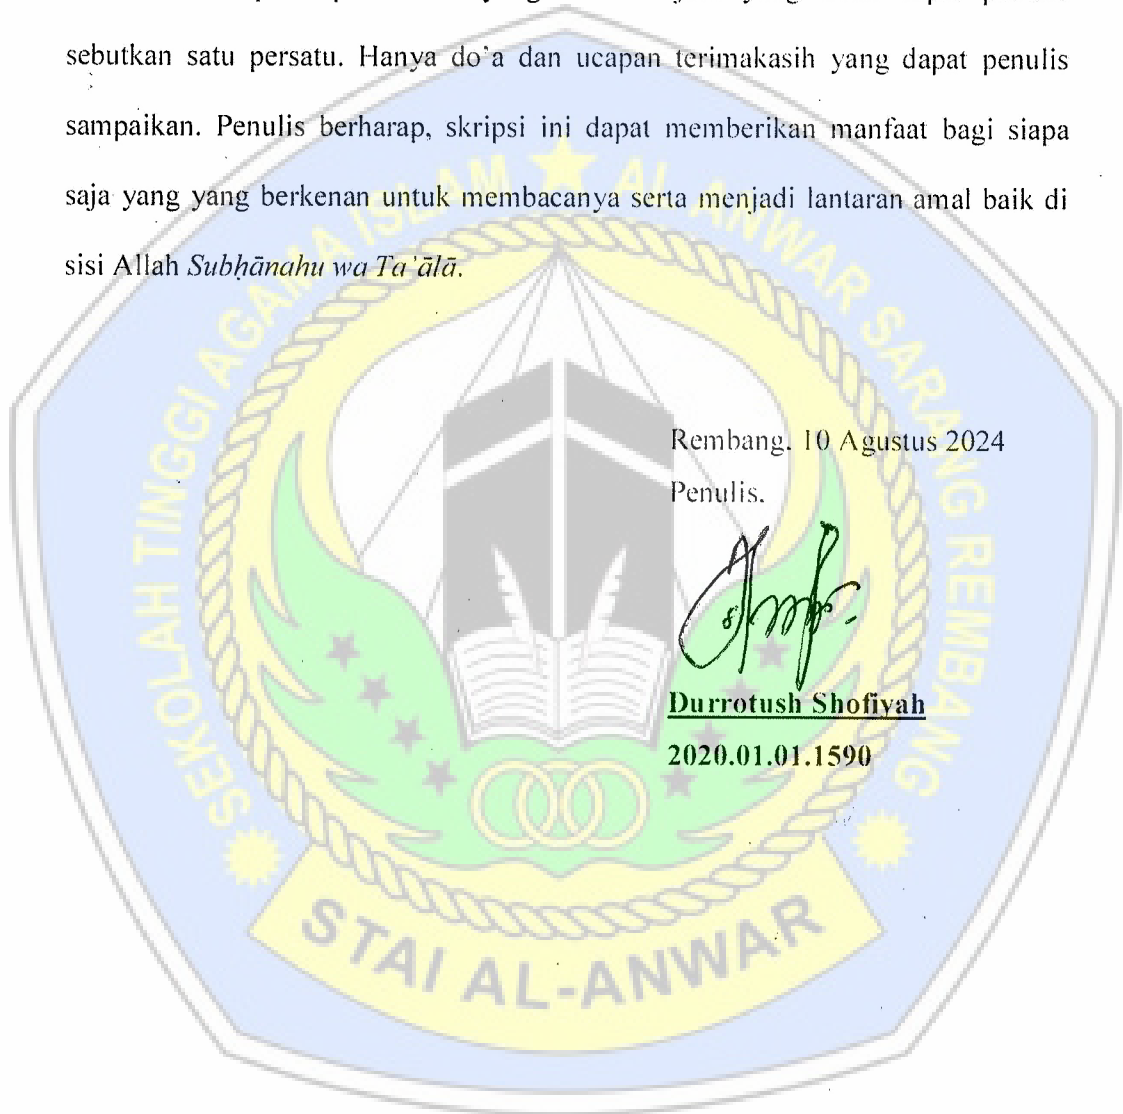 sebutkan satu persatu. Hanya do'a dan ucapan terimakasih yang dapat penulis
sampaikan. Penulis berharap, skripsi ini dapat memberikan manfaat bagi siapa
saja yang yang berkenan untuk membacanya serta menjadi lantaran amal baik di
sisi Allah Subḥānahu wa Ta'ālā.
SEKOLAH TINGGI AGAMA ISLAM ★ AL ANWAR SARANG REMBANG
Rembang, 10 Agustus 2024
Penulis.
Durrotush Shofiyah
2020.01.01.1590
STAI AL-ANWAR